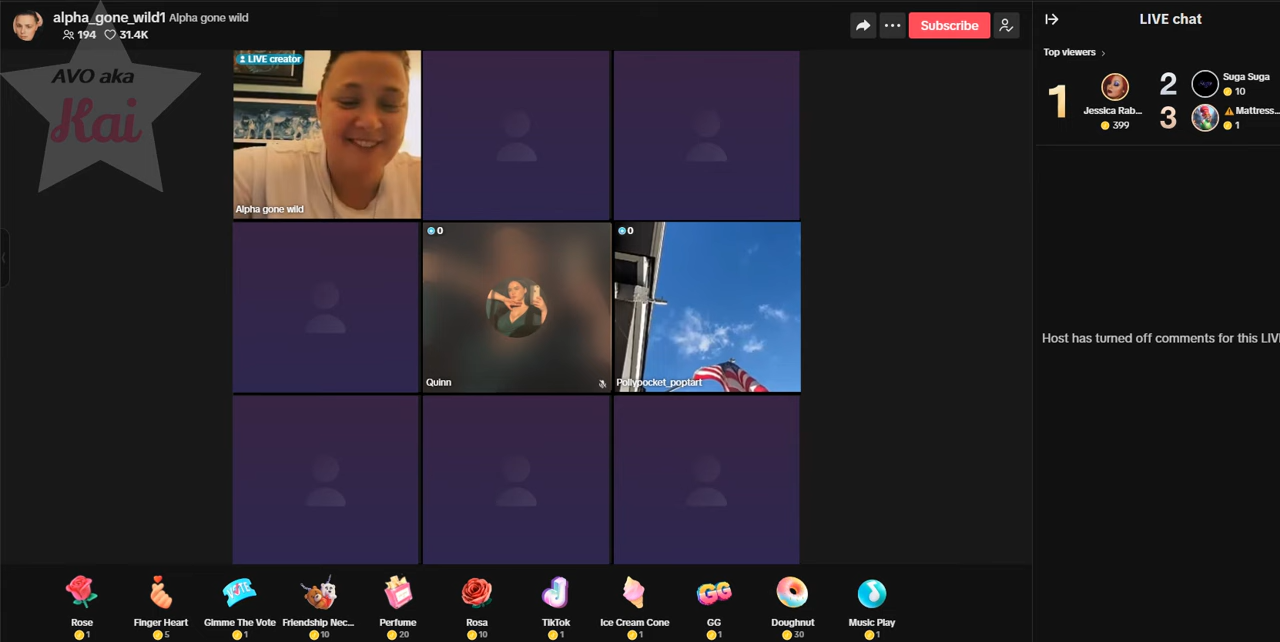 alpha_gone_wild1 Alpha gone wild
194 31.4K
AVO aka
Kai
Subscribe
LIVE creator
Alpha gone wild
0
Quinn
0
Pollypocket_poptart
LIVE chat
Top viewers
1
Jessica Rab...
399
2
Suga Suga
10
3
Mattress...
1
Host has turned off comments for this LIVE
Rose
1
Finger Heart
5
VOTE
Gimme The Vote
1
Friendship Nec...
10
Perfume
20
Rosa
10
TikTok
1
Ice Cream Cone
1
GG
GG
1
Doughnut
30
Music Play
1